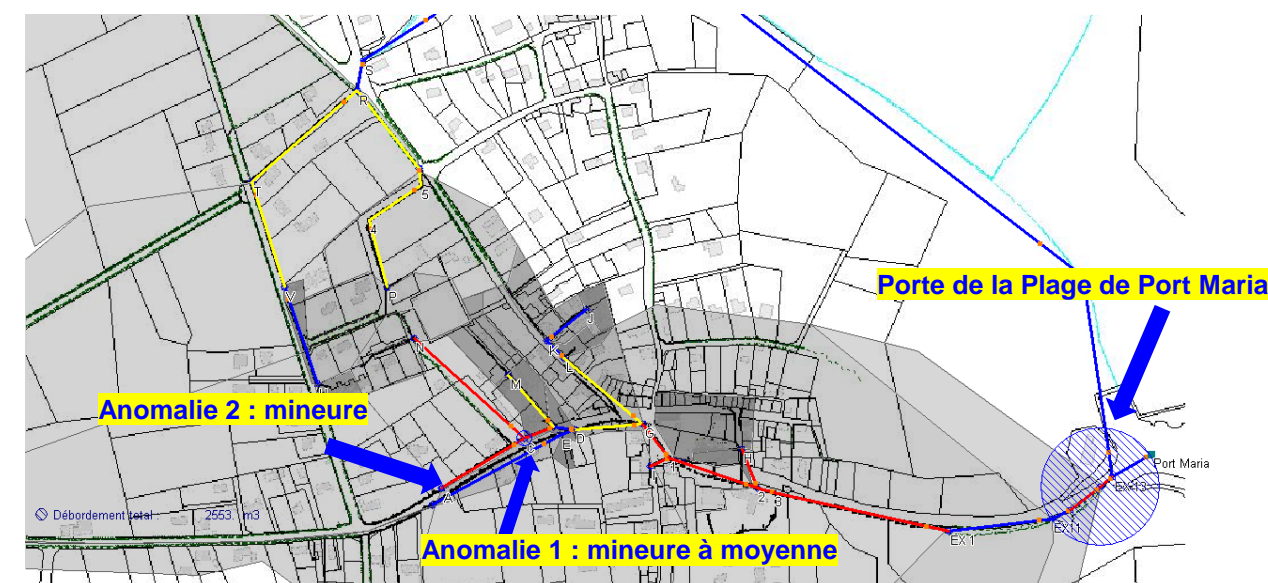 S
R
T
5
4
V
P
Porte de la Plage de Port Maria
J
N
K
L
M
Anomalie 2 : mineure
G
C
E
D
H
1
Port Maria
A
2
3
Ex13
Débordement total : 2553. m3
Ex11
Ex1
Anomalie 1 : mineure à moyenne